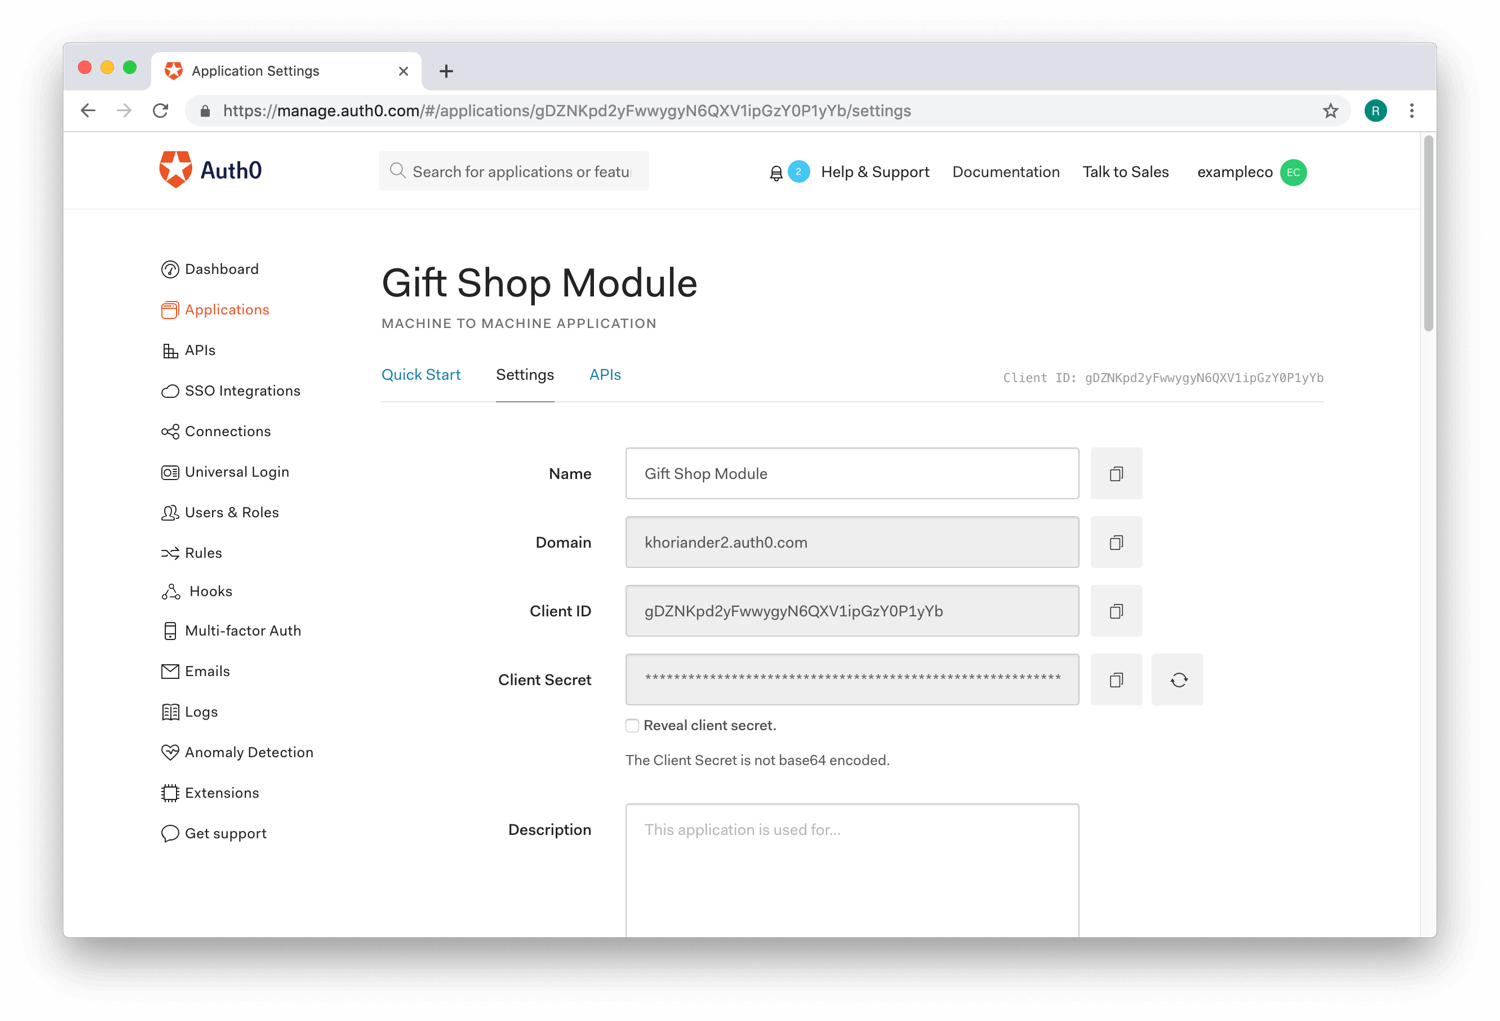 Application Settings
https://manage.auth0.com/#/applications/gDZNKpd2yFwwygyN6QXV1ipGzY0P1yYb/settings
R
Auth0
Search for applications or featu
2
Help & Support
Documentation
Talk to Sales
exampleco
EC
Dashboard
Applications
APIs
SSO Integrations
Connections
Universal Login
Users & Roles
Rules
Hooks
Multi-factor Auth
Emails
Logs
Anomaly Detection
Extensions
Get support
Gift Shop Module
MACHINE TO MACHINE APPLICATION
Quick Start
Settings
APIs
Client ID: gDZNKpd2yFwwygyN6QXV1ipGzY0P1yYb
Name
Gift Shop Module
Domain
khoriander2.auth0.com
Client ID
gDZNKpd2yFwwygyN6QXV1ipGzY0P1yYb
Client Secret
**********************************************************
Reveal client secret.
The Client Secret is not base64 encoded.
Description
This application is used for...